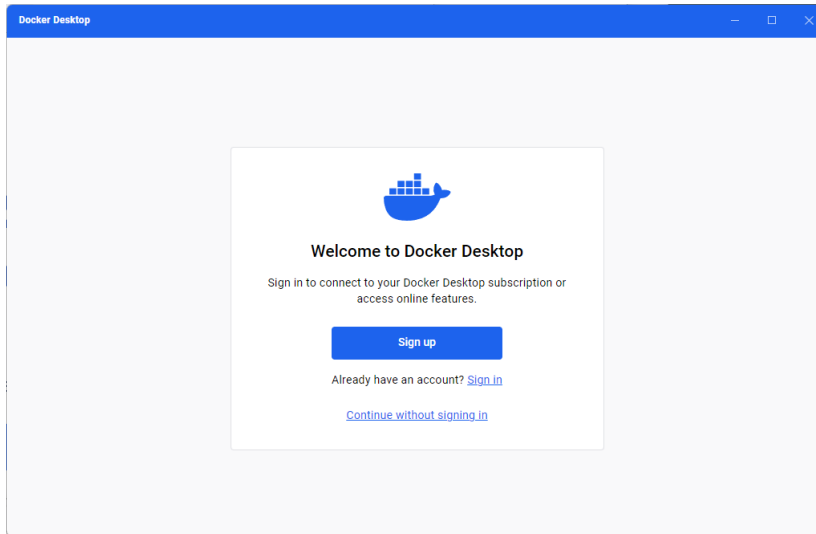 Docker Desktop
Welcome to Docker Desktop
Sign in to connect to your Docker Desktop subscription or
access online features.
Sign up
Already have an account? Sign in
Continue without signing in